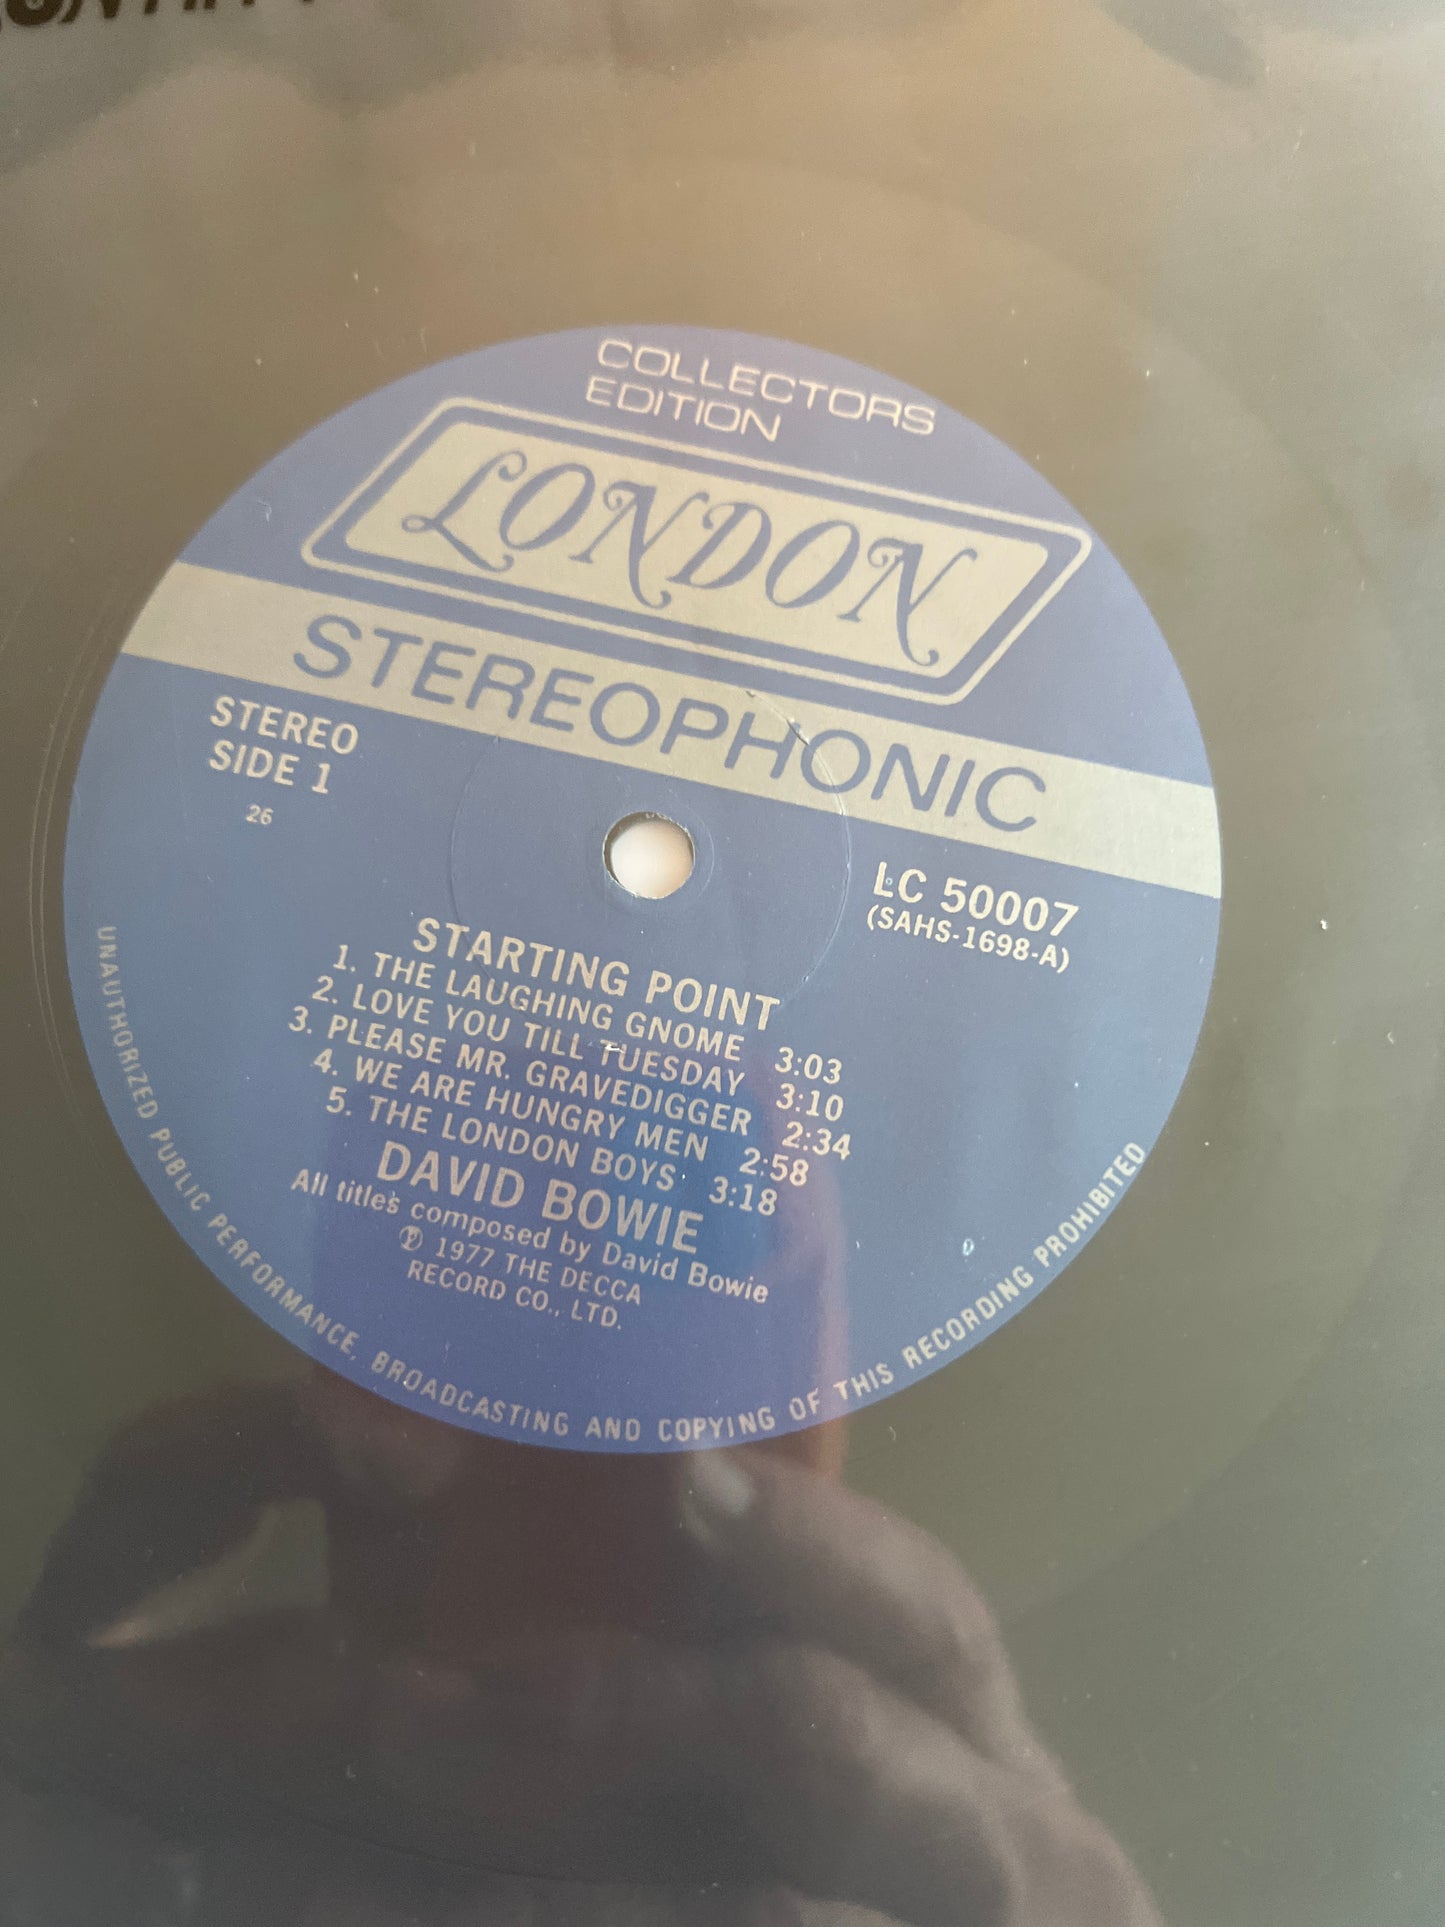 COLLECTORS
EDITION
LONDON
STEREOPHONIC
STEREO
SIDE 1
26
LC 50007
(SAHS-1698-A)
STARTING POINT
1. THE LAUGHING GNOME 3:03
2. LOVE YOU TILL TUESDAY 3:10
3. PLEASE MR. GRAVEDIGGER 2:34
4. WE ARE HUNGRY MEN 2:58
5. THE LONDON BOYS 3:18
DAVID BOWIE
All titles composed by David Bowie
Ⓟ 1977 THE DECCA
RECORD CO., LTD.
UNAUTHORIZED PUBLIC PERFORMANCE, BROADCASTING AND COPYING OF THIS RECORDING PROHIBITED